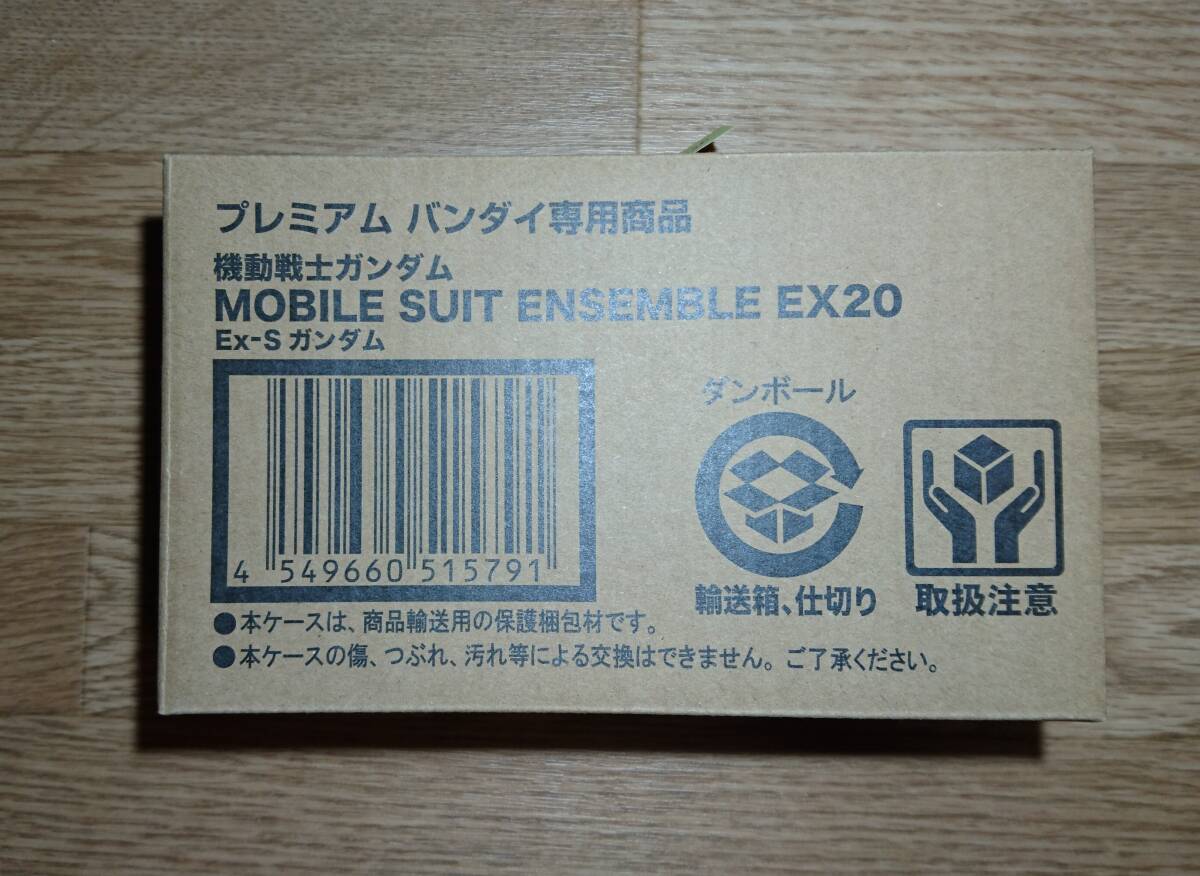 プレミアム バンダイ専用商品
機動戦士ガンダム
MOBILE SUIT ENSEMBLE EX20
Ex-S ガンダム
4 549660 515791
ダンボール
輸送箱、仕切り
取扱注意
●本ケースは、商品輸送用の保護梱包材です。
●本ケースの傷、つぶれ、汚れ等による交換はできません。ご了承ください。